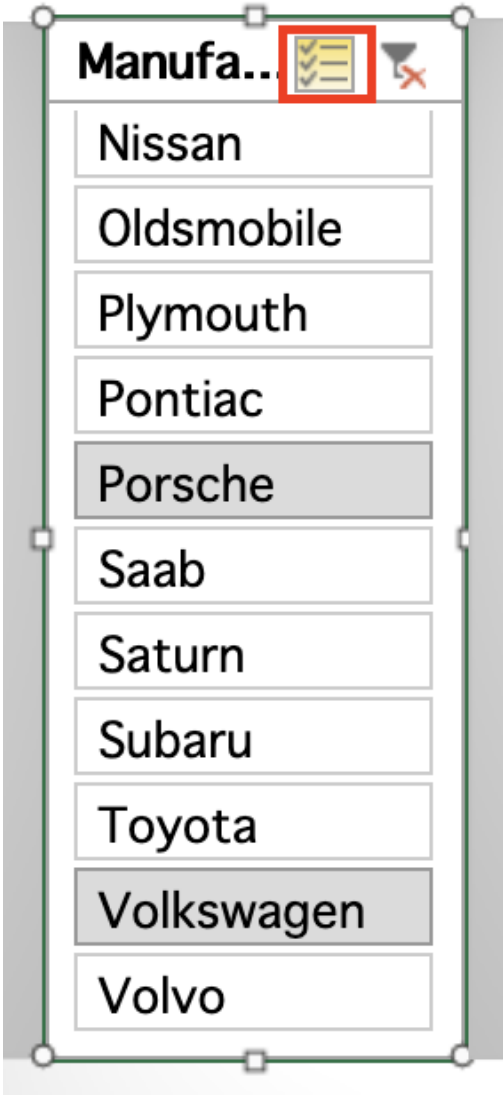 Manufa...
Nissan
Oldsmobile
Plymouth
Pontiac
Porsche
Saab
Saturn
Subaru
Toyota
Volkswagen
Volvo